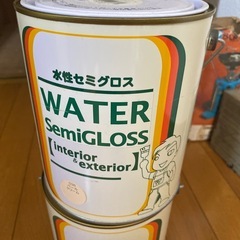 水性セミグロス
WATER
SemiGLOSS
【interior
& exterior】